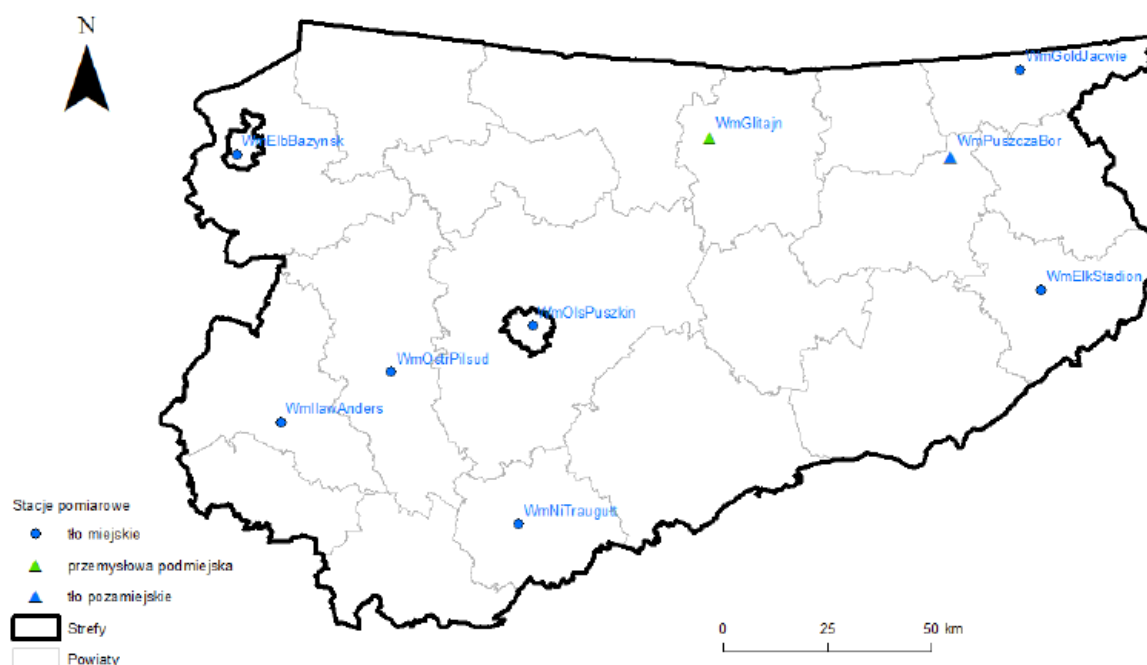 N
WmGoldJacwie
WmGlitajn
WmElbBazynsk
WmPuszczaBor
WmElkStadion
WmOlsPuszkin
WmOstrPilsud
WmIlawAnders
WmNiTraugutt
Stacje pomiarowe
tło miejskie
przemysłowa podmiejska
tło pozamiejskie
Strefy
Powiaty
0 25 50 km